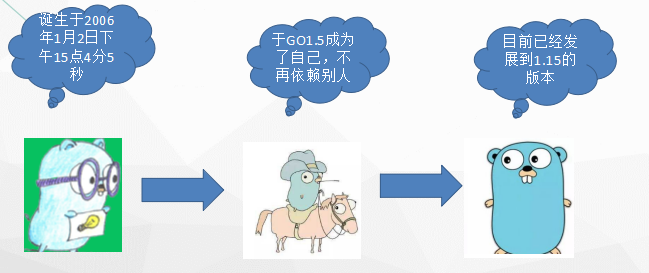 诞生于2006
年1月2日下
午15点4分5
秒
于GO1.5成为
了自己，不
再依赖别人
目前已经发
展到1.15的
版本